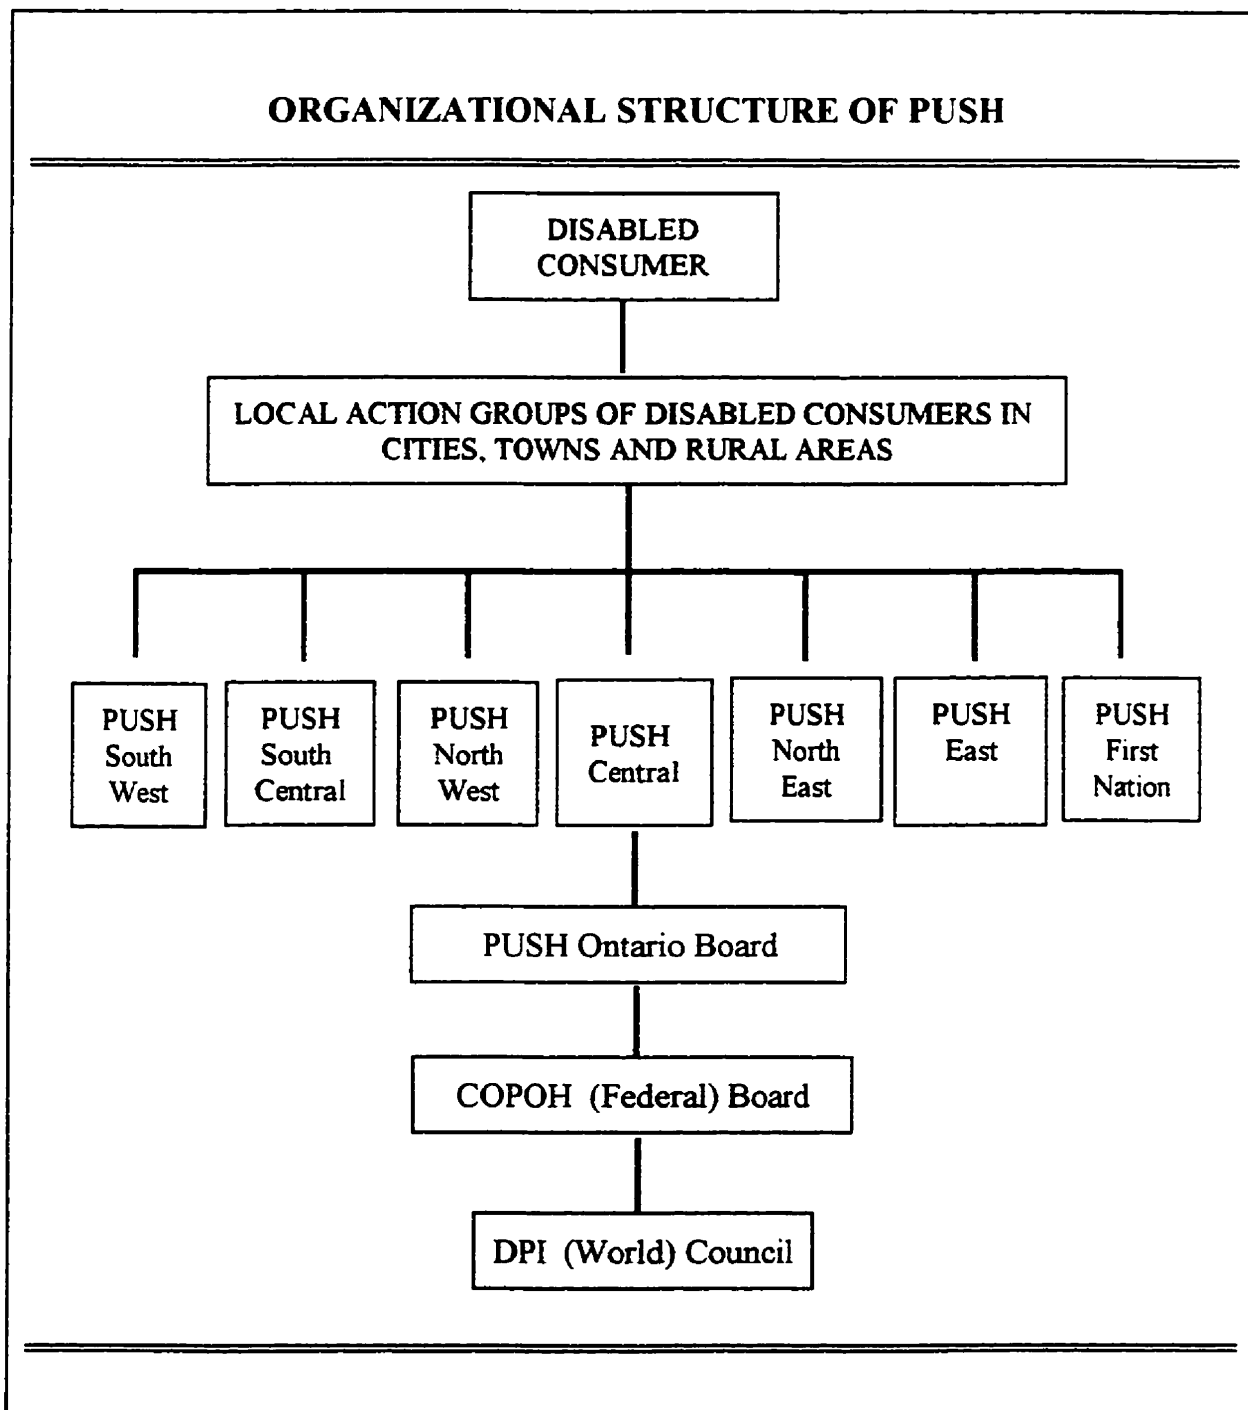 ORGANIZATIONAL STRUCTURE OF PUSH
DISABLED
CONSUMER
LOCAL ACTION GROUPS OF DISABLED CONSUMERS IN
CITIES, TOWNS AND RURAL AREAS
PUSH
South
West
PUSH
South
Central
PUSH
North
West
PUSH
Central
PUSH
North
East
PUSH
East
PUSH
First
Nation
PUSH Ontario Board
COPOH (Federal) Board
DPI (World) Council